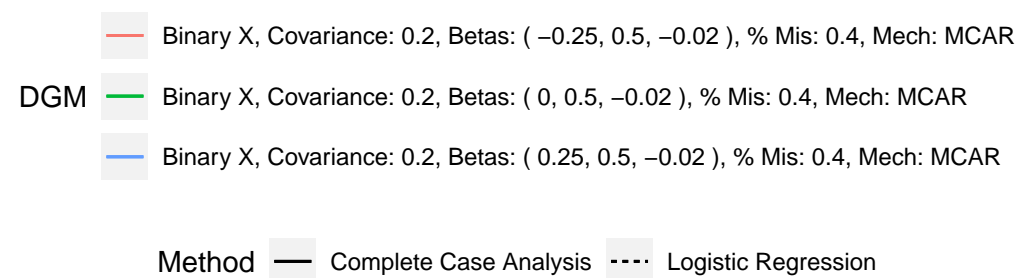 Binary X, Covariance: 0.2, Betas: ( −0.25, 0.5, −0.02 ), % Mis: 0.4, Mech: MCAR
DGM Binary X, Covariance: 0.2, Betas: ( 0, 0.5, −0.02 ), % Mis: 0.4, Mech: MCAR
Binary X, Covariance: 0.2, Betas: ( 0.25, 0.5, −0.02 ), % Mis: 0.4, Mech: MCAR
Method Complete Case Analysis Logistic Regression